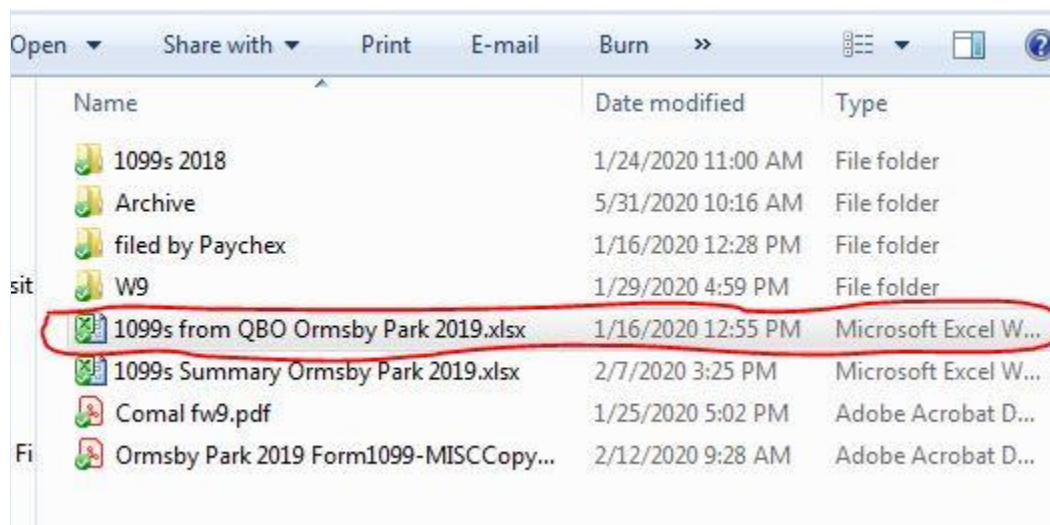 Open Share with Print E-mail Burn »
Name Date modified Type
1099s 2018 1/24/2020 11:00 AM File folder
Archive 5/31/2020 10:16 AM File folder
filed by Paychex 1/16/2020 12:28 PM File folder
sit W9 1/29/2020 4:59 PM File folder
1099s from QBO Ormsby Park 2019.xlsx 1/16/2020 12:55 PM Microsoft Excel W...
1099s Summary Ormsby Park 2019.xlsx 2/7/2020 3:25 PM Microsoft Excel W...
Comal fw9.pdf 1/25/2020 5:02 PM Adobe Acrobat D...
Fi Ormsby Park 2019 Form1099-MISCCopy... 2/12/2020 9:28 AM Adobe Acrobat D...